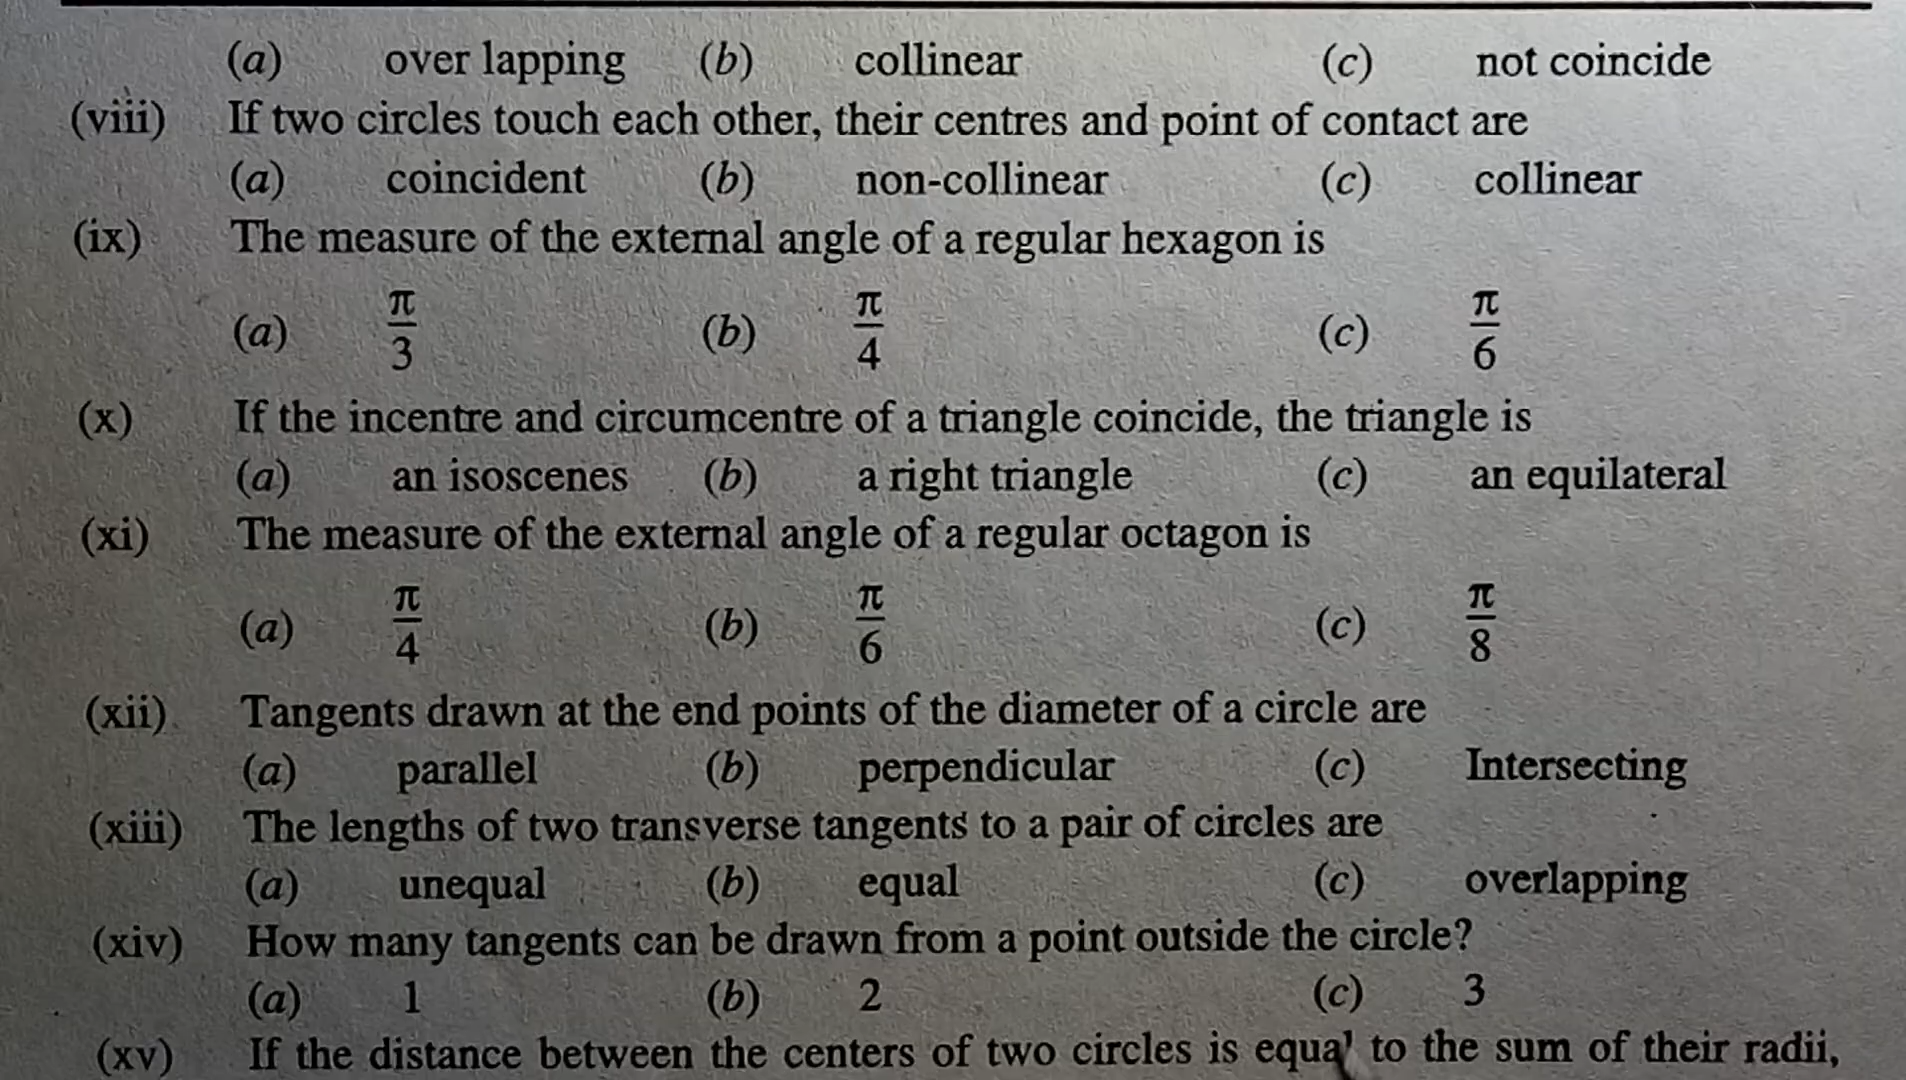 (a) over lapping (b) collinear (c) not coincide
(viii) If two circles touch each other, their centres and point of contact are
(a) coincident (b) non-collinear (c) collinear
(ix) The measure of the external angle of a regular hexagon is
(a) π/3 (b) π/4 (c) π/6
(x) If the incentre and circumcentre of a triangle coincide, the triangle is
(a) an isoscenes (b) a right triangle (c) an equilateral
(xi) The measure of the external angle of a regular octagon is
(a) π/4 (b) π/6 (c) π/8
(xii) Tangents drawn at the end points of the diameter of a circle are
(a) parallel (b) perpendicular (c) Intersecting
(xiii) The lengths of two transverse tangents to a pair of circles are
(a) unequal (b) equal (c) overlapping
(xiv) How many tangents can be drawn from a point outside the circle?
(a) 1 (b) 2 (c) 3
(xv) If the distance between the centers of two circles is equal to the sum of their radii,